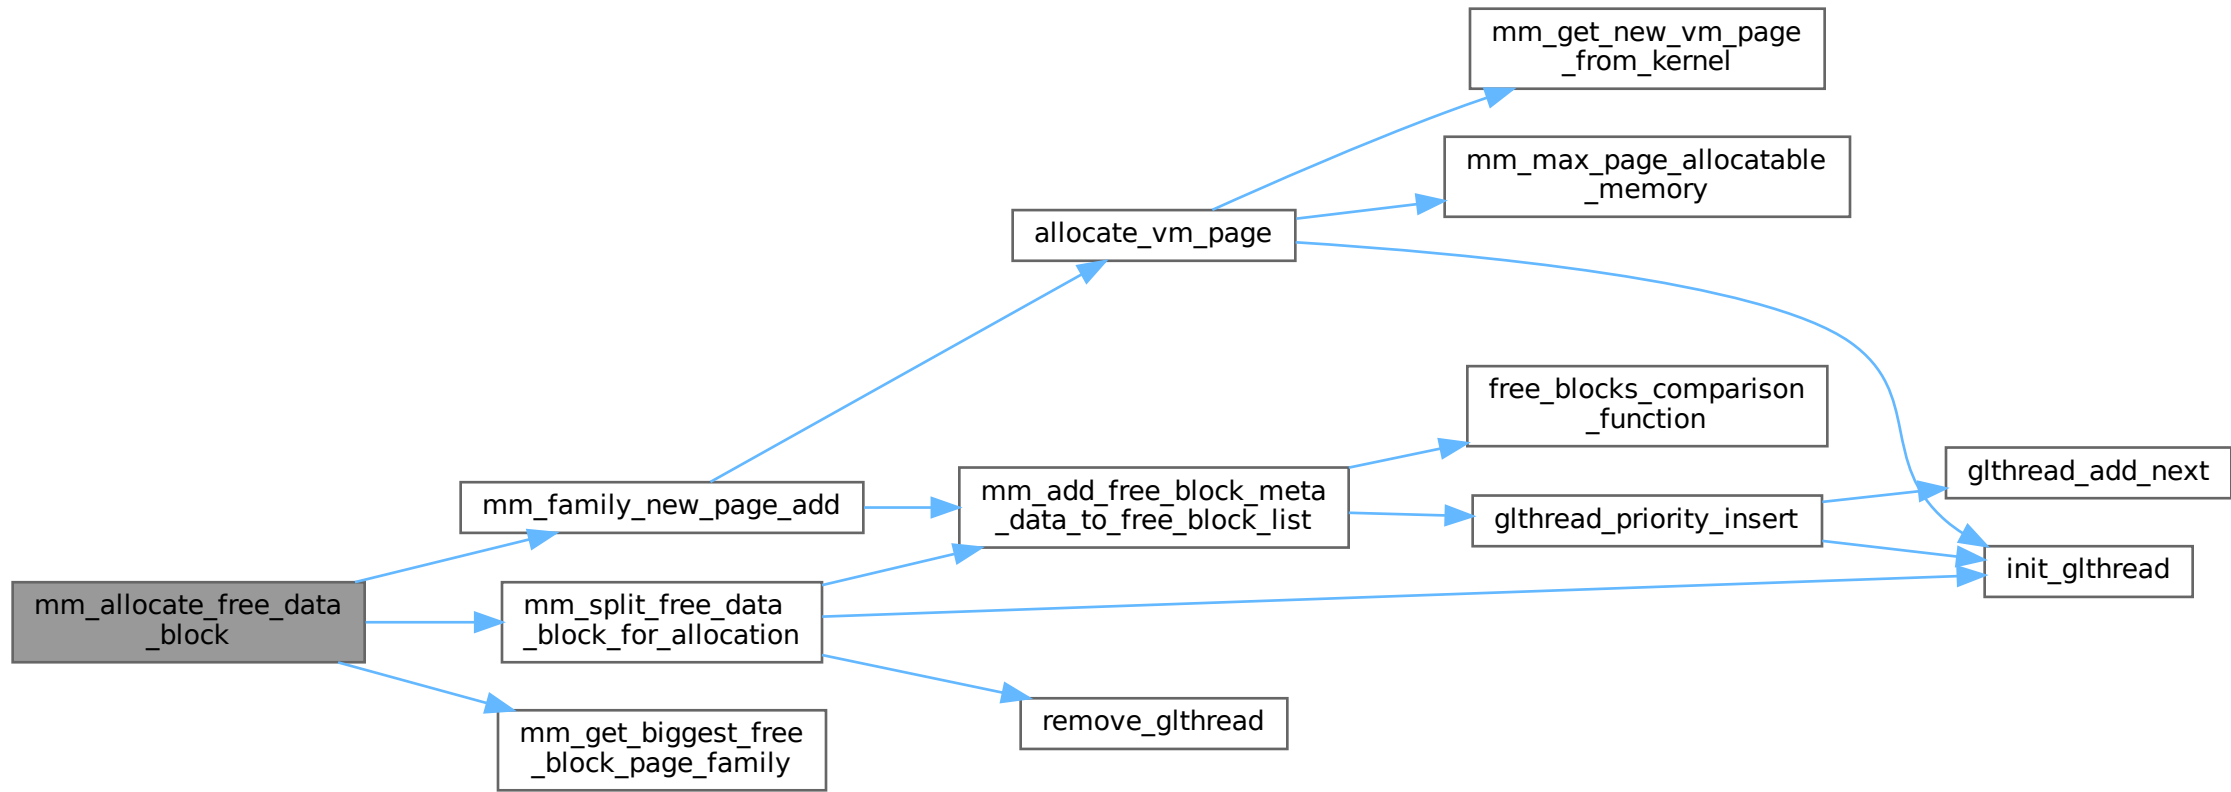 mm_allocate_free_data
_block
mm_family_new_page_add
mm_split_free_data
_block_for_allocation
mm_get_biggest_free
_block_page_family
allocate_vm_page
mm_add_free_block_meta
_data_to_free_block_list
remove_glthread
mm_get_new_vm_page
_from_kernel
mm_max_page_allocatable
_memory
free_blocks_comparison
_function
glthread_priority_insert
glthread_add_next
init_glthread